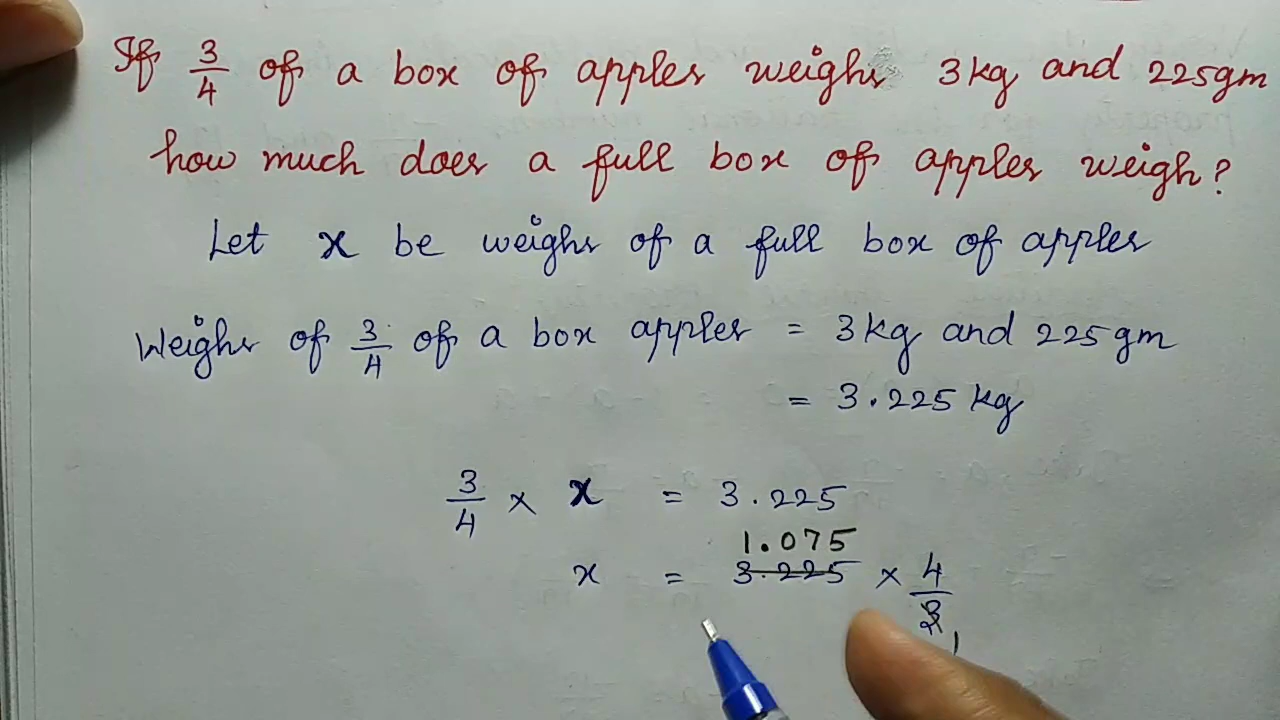 If 3/4 of a box of apples weighs 3kg and 225gm
how much does a full box of apples weigh?
Let x be weighs of a full box of apples
Weighs of 3/4 of a box apples = 3kg and 225gm
= 3.225 kg
3/4 × x = 3.225
1.075
x = 3.225 × 4/3
1